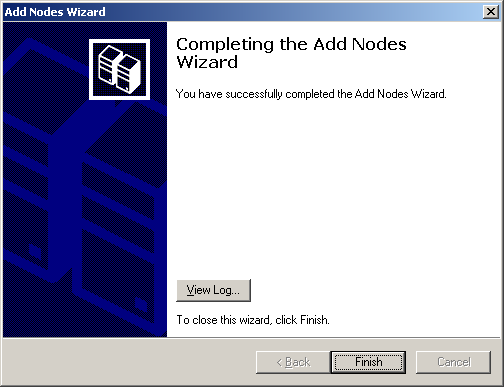 Add Nodes Wizard
Completing the Add Nodes
Wizard
You have successfully completed the Add Nodes Wizard.
View Log...
To close this wizard, click Finish.
< Back
Finish
Cancel